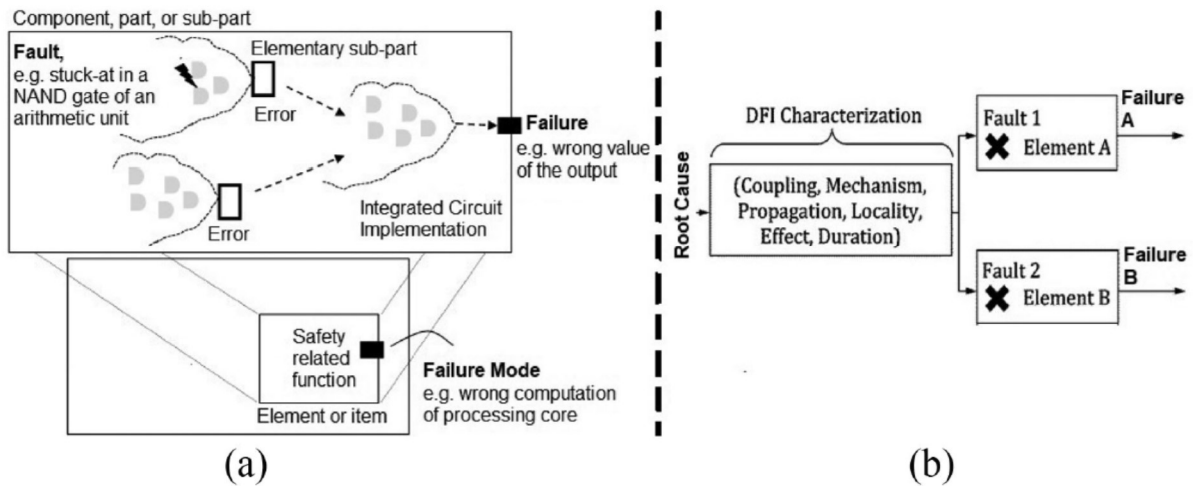 Component, part, or sub-part
Fault,
e.g. stuck-at in a
NAND gate of an
arithmetic unit
Elementary sub-part
Error
Failure
e.g. wrong value
of the output
Error
Integrated Circuit
Implementation
Safety
related
function
Element or item
Failure Mode
e.g. wrong computation
of processing core
(a)
Root Cause
DFI Characterization
(Coupling, Mechanism,
Propagation, Locality,
Effect, Duration)
Fault 1
Element A
Failure
A
Fault 2
Element B
Failure
B
(b)